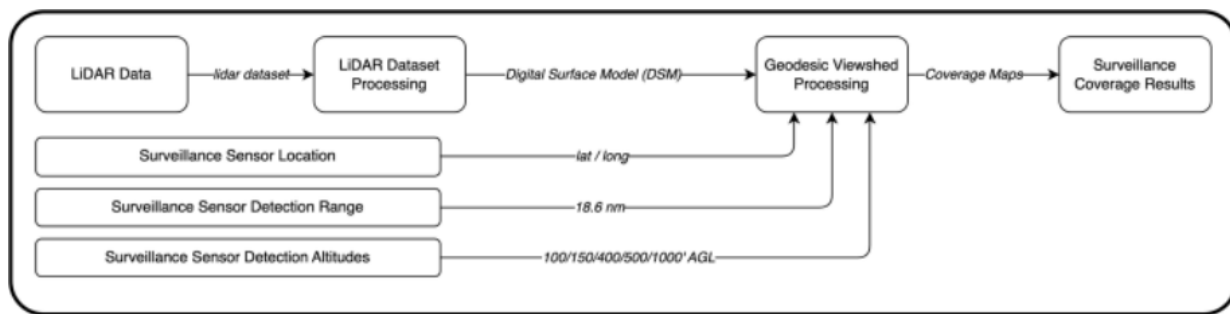 LiDAR Data
lidar dataset
LiDAR Dataset
Processing
Digital Surface Model (DSM)
Geodesic Viewshed
Processing
Coverage Maps
Surveillance
Coverage Results
Surveillance Sensor Location
lat / long
Surveillance Sensor Detection Range
18.6 nm
Surveillance Sensor Detection Altitudes
100/150/400/500/1000' AGL